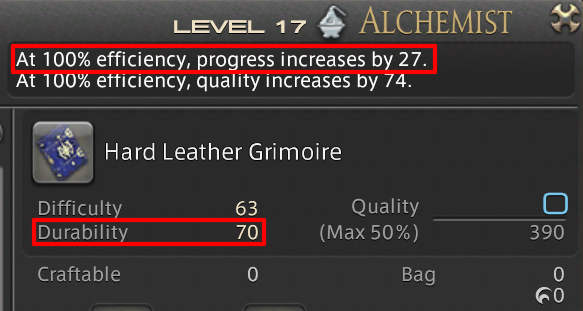 LEVEL 17 ALCHEMIST
At 100% efficiency, progress increases by 27.
At 100% efficiency, quality increases by 74.
Hard Leather Grimoire
Difficulty 63 Quality
Durability 70 (Max 50%) 390
Craftable 0 Bag 0
0